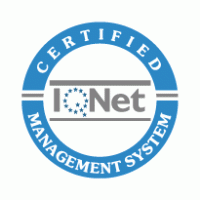 CERTIFIED
IQNet
MANAGEMENT SYSTEM